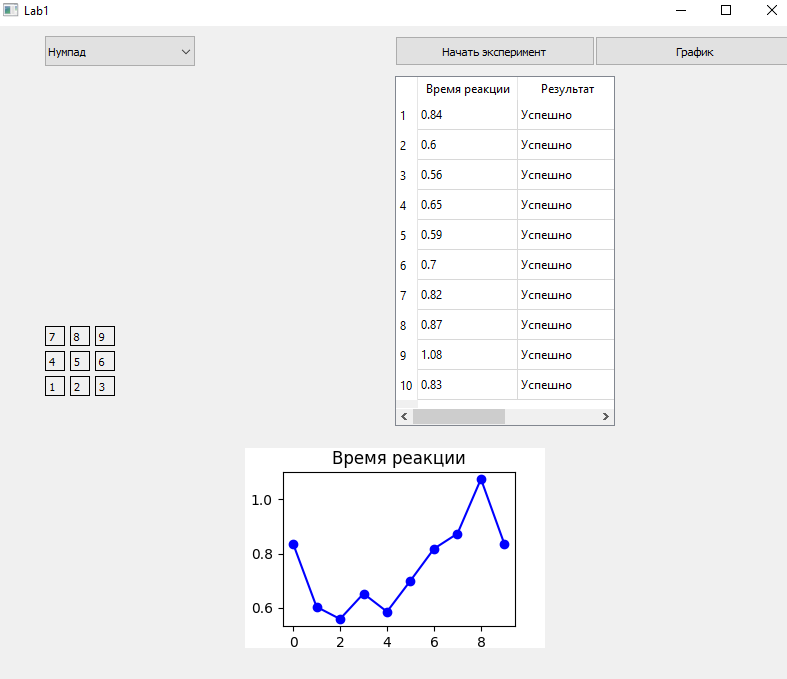 Lab1
Нумпад
Начать эксперимент График
Время реакции Результат
1 0.84 Успешно
2 0.6 Успешно
3 0.56 Успешно
4 0.65 Успешно
5 0.59 Успешно
6 0.7 Успешно
7 0.82 Успешно
8 0.87 Успешно
9 1.08 Успешно
10 0.83 Успешно
7 8 9
4 5 6
1 2 3
Время реакции
1.0
0.8
0.6
0 2 4 6 8